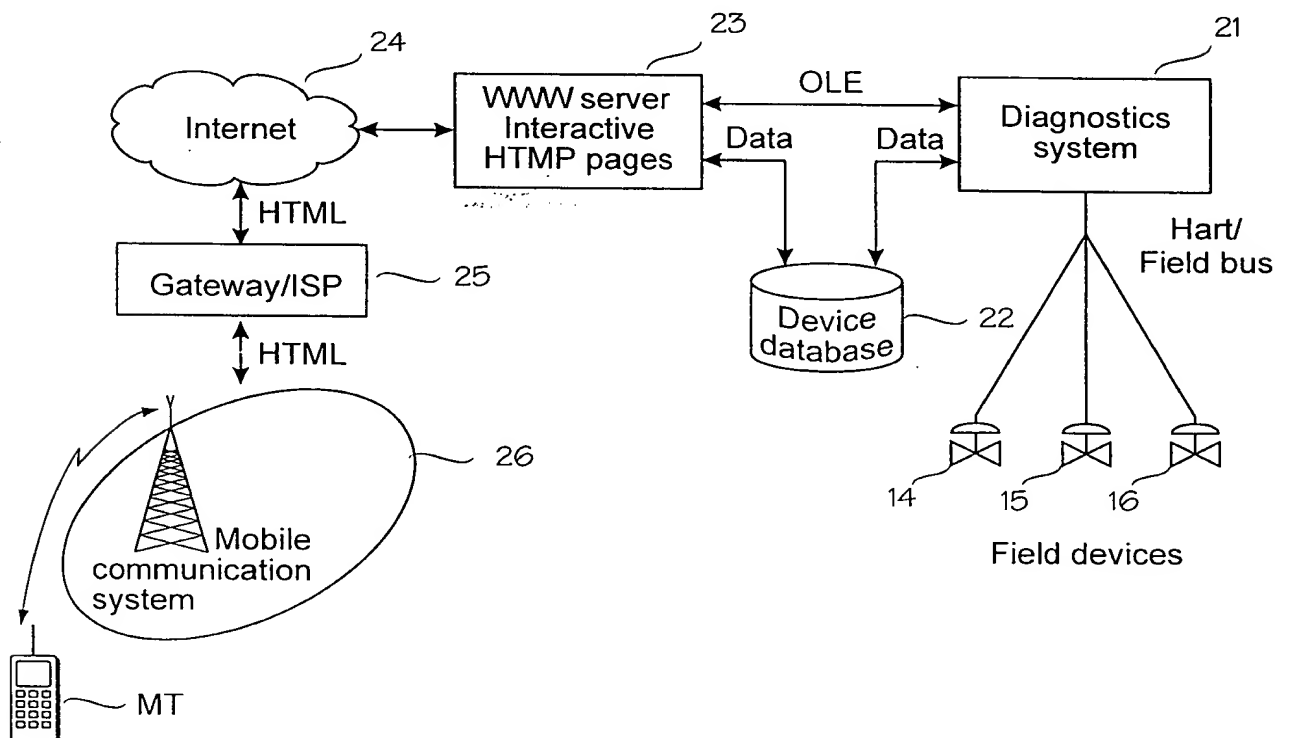 24
23
21
Internet
WWW server
Interactive
HTMP pages
OLE
Data
Data
Diagnostics
system
HTML
Gateway/ISP
25
HTML
Device
database
22
Hart/
Field bus
14
15
16
Field devices
26
Mobile
communication
system
MT